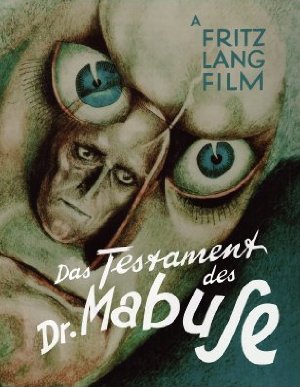 A
FRITZ
LANG
FILM
Das Testament
des
Dr. Mabuse